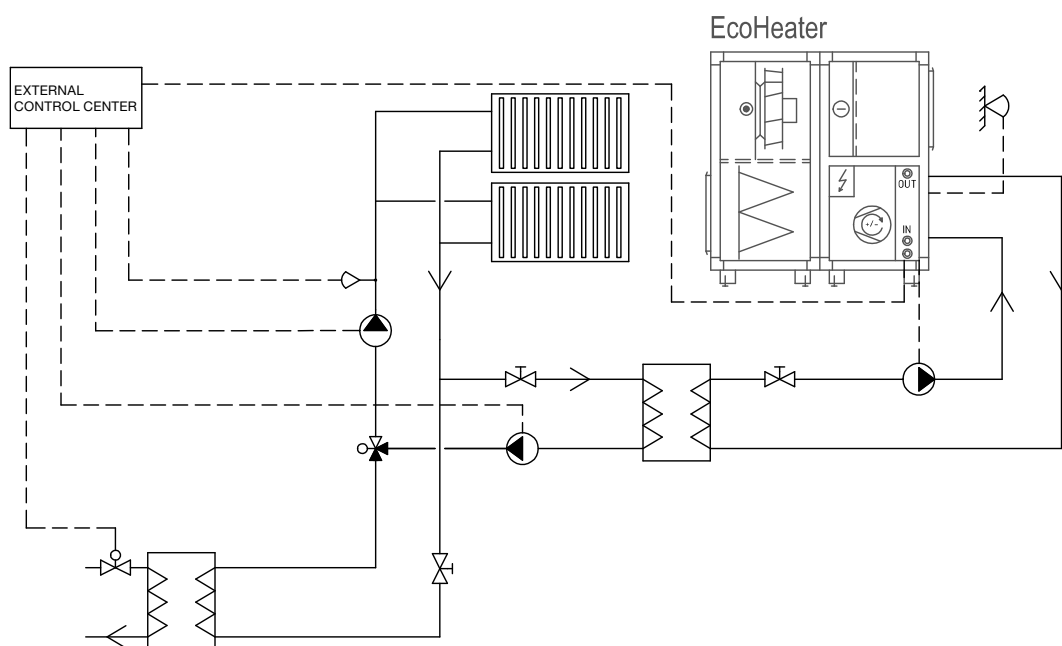 EcoHeater
EXTERNAL
CONTROL CENTER
OUT
+/-
IN